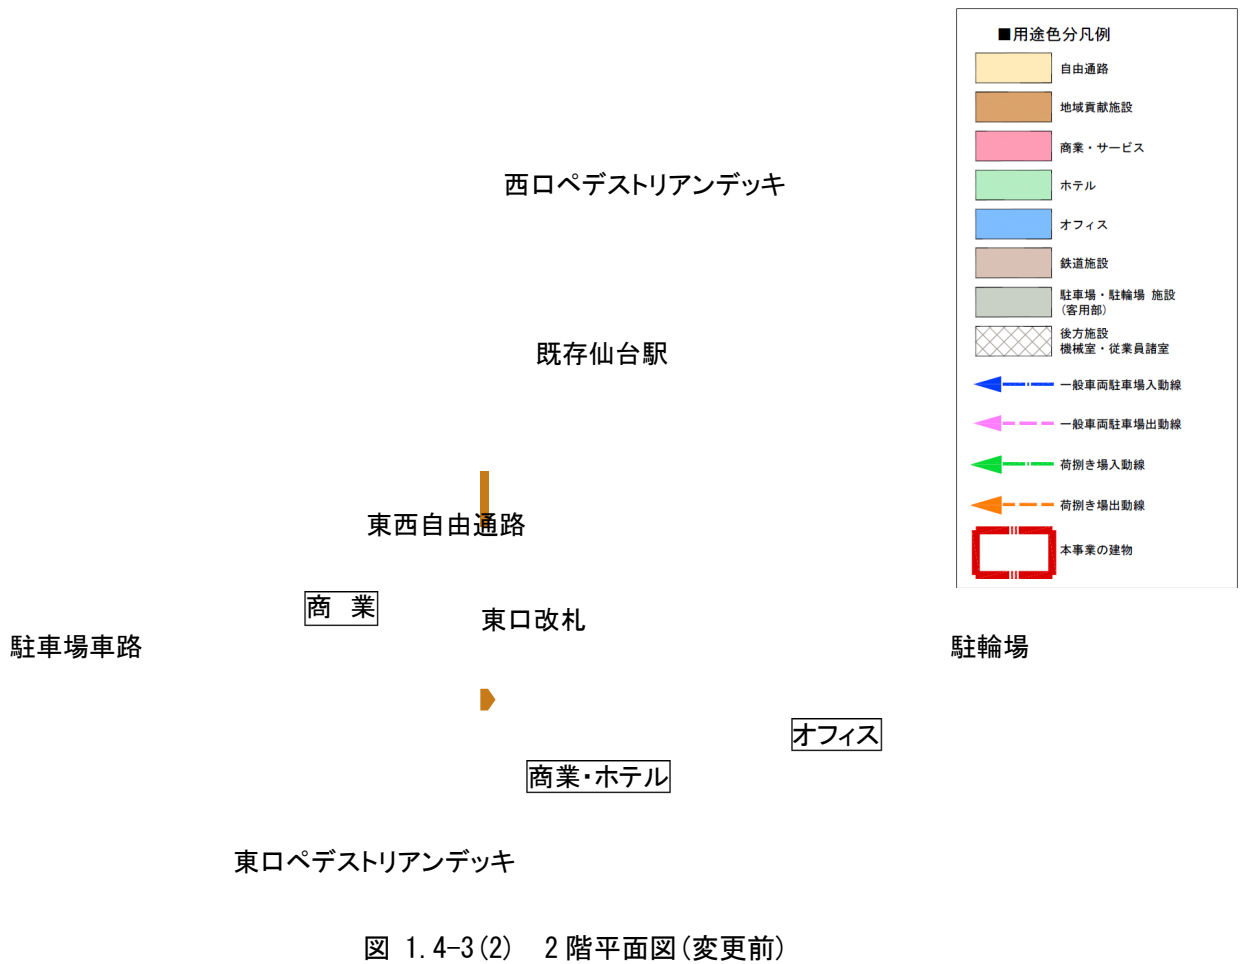 ■用途色分凡例
自由通路
地域貢献施設
商業・サービス
ホテル
オフィス
鉄道施設
駐車場・駐輪場 施設
(客用部)
後方施設
機械室・従業員諸室
一般車両駐車場入動線
一般車両駐車場出動線
荷捌き場入動線
荷捌き場出動線
本事業の建物
西口ペデストリアンデッキ
既存仙台駅
東西自由通路
商 業
東口改札
駐車場車路
駐輪場
オフィス
商業・ホテル
東口ペデストリアンデッキ
図 1.4-3(2) 2階平面図(変更前)